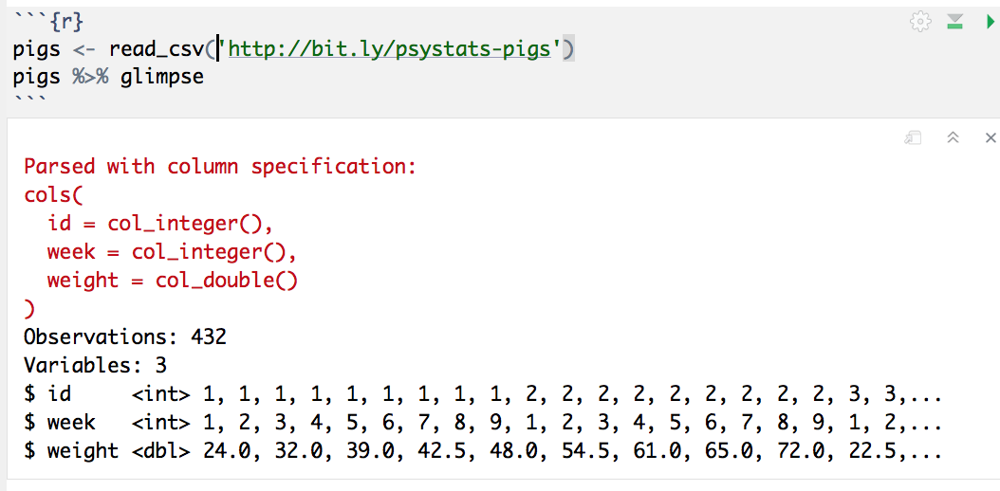 ```{r}
pigs <- read_csv('http://bit.ly/psystats-pigs')
pigs %>% glimpse
```
Parsed with column specification:
cols(
  id = col_integer(),
  week = col_integer(),
  weight = col_double()
)
Observations: 432
Variables: 3
$ id     <int> 1, 1, 1, 1, 1, 1, 1, 1, 1, 2, 2, 2, 2, 2, 2, 2, 2, 2, 3, 3,...
$ week   <int> 1, 2, 3, 4, 5, 6, 7, 8, 9, 1, 2, 3, 4, 5, 6, 7, 8, 9, 1, 2,...
$ weight <dbl> 24.0, 32.0, 39.0, 42.5, 48.0, 54.5, 61.0, 65.0, 72.0, 22.5,...